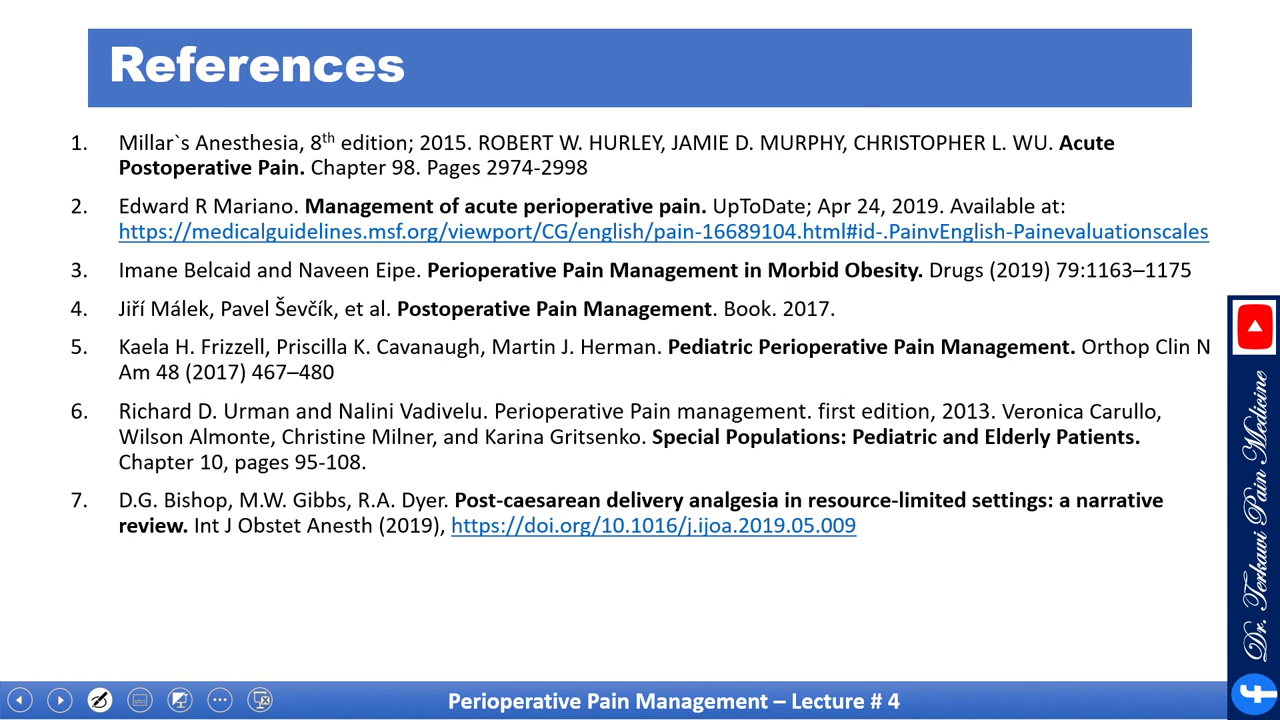 References
1. Millar`s Anesthesia, 8th edition; 2015. ROBERT W. HURLEY, JAMIE D. MURPHY, CHRISTOPHER L. WU. Acute
Postoperative Pain. Chapter 98. Pages 2974-2998
2. Edward R Mariano. Management of acute perioperative pain. UpToDate; Apr 24, 2019. Available at:
https://medicalguidelines.msf.org/viewport/CG/english/pain-16689104.html#id-.PainvEnglish-Painevaluationscales
3. Imane Belcaid and Naveen Eipe. Perioperative Pain Management in Morbid Obesity. Drugs (2019) 79:1163–1175
4. Jiří Málek, Pavel Ševčík, et al. Postoperative Pain Management. Book. 2017.
5. Kaela H. Frizzell, Priscilla K. Cavanaugh, Martin J. Herman. Pediatric Perioperative Pain Management. Orthop Clin N
Am 48 (2017) 467–480
6. Richard D. Urman and Nalini Vadivelu. Perioperative Pain management. first edition, 2013. Veronica Carullo,
Wilson Almonte, Christine Milner, and Karina Gritsenko. Special Populations: Pediatric and Elderly Patients.
Chapter 10, pages 95-108.
7. D.G. Bishop, M.W. Gibbs, R.A. Dyer. Post-caesarean delivery analgesia in resource-limited settings: a narrative
review. Int J Obstet Anesth (2019), https://doi.org/10.1016/j.ijoa.2019.05.009
Dr. Terkawi Pain Medicine
Perioperative Pain Management – Lecture # 4